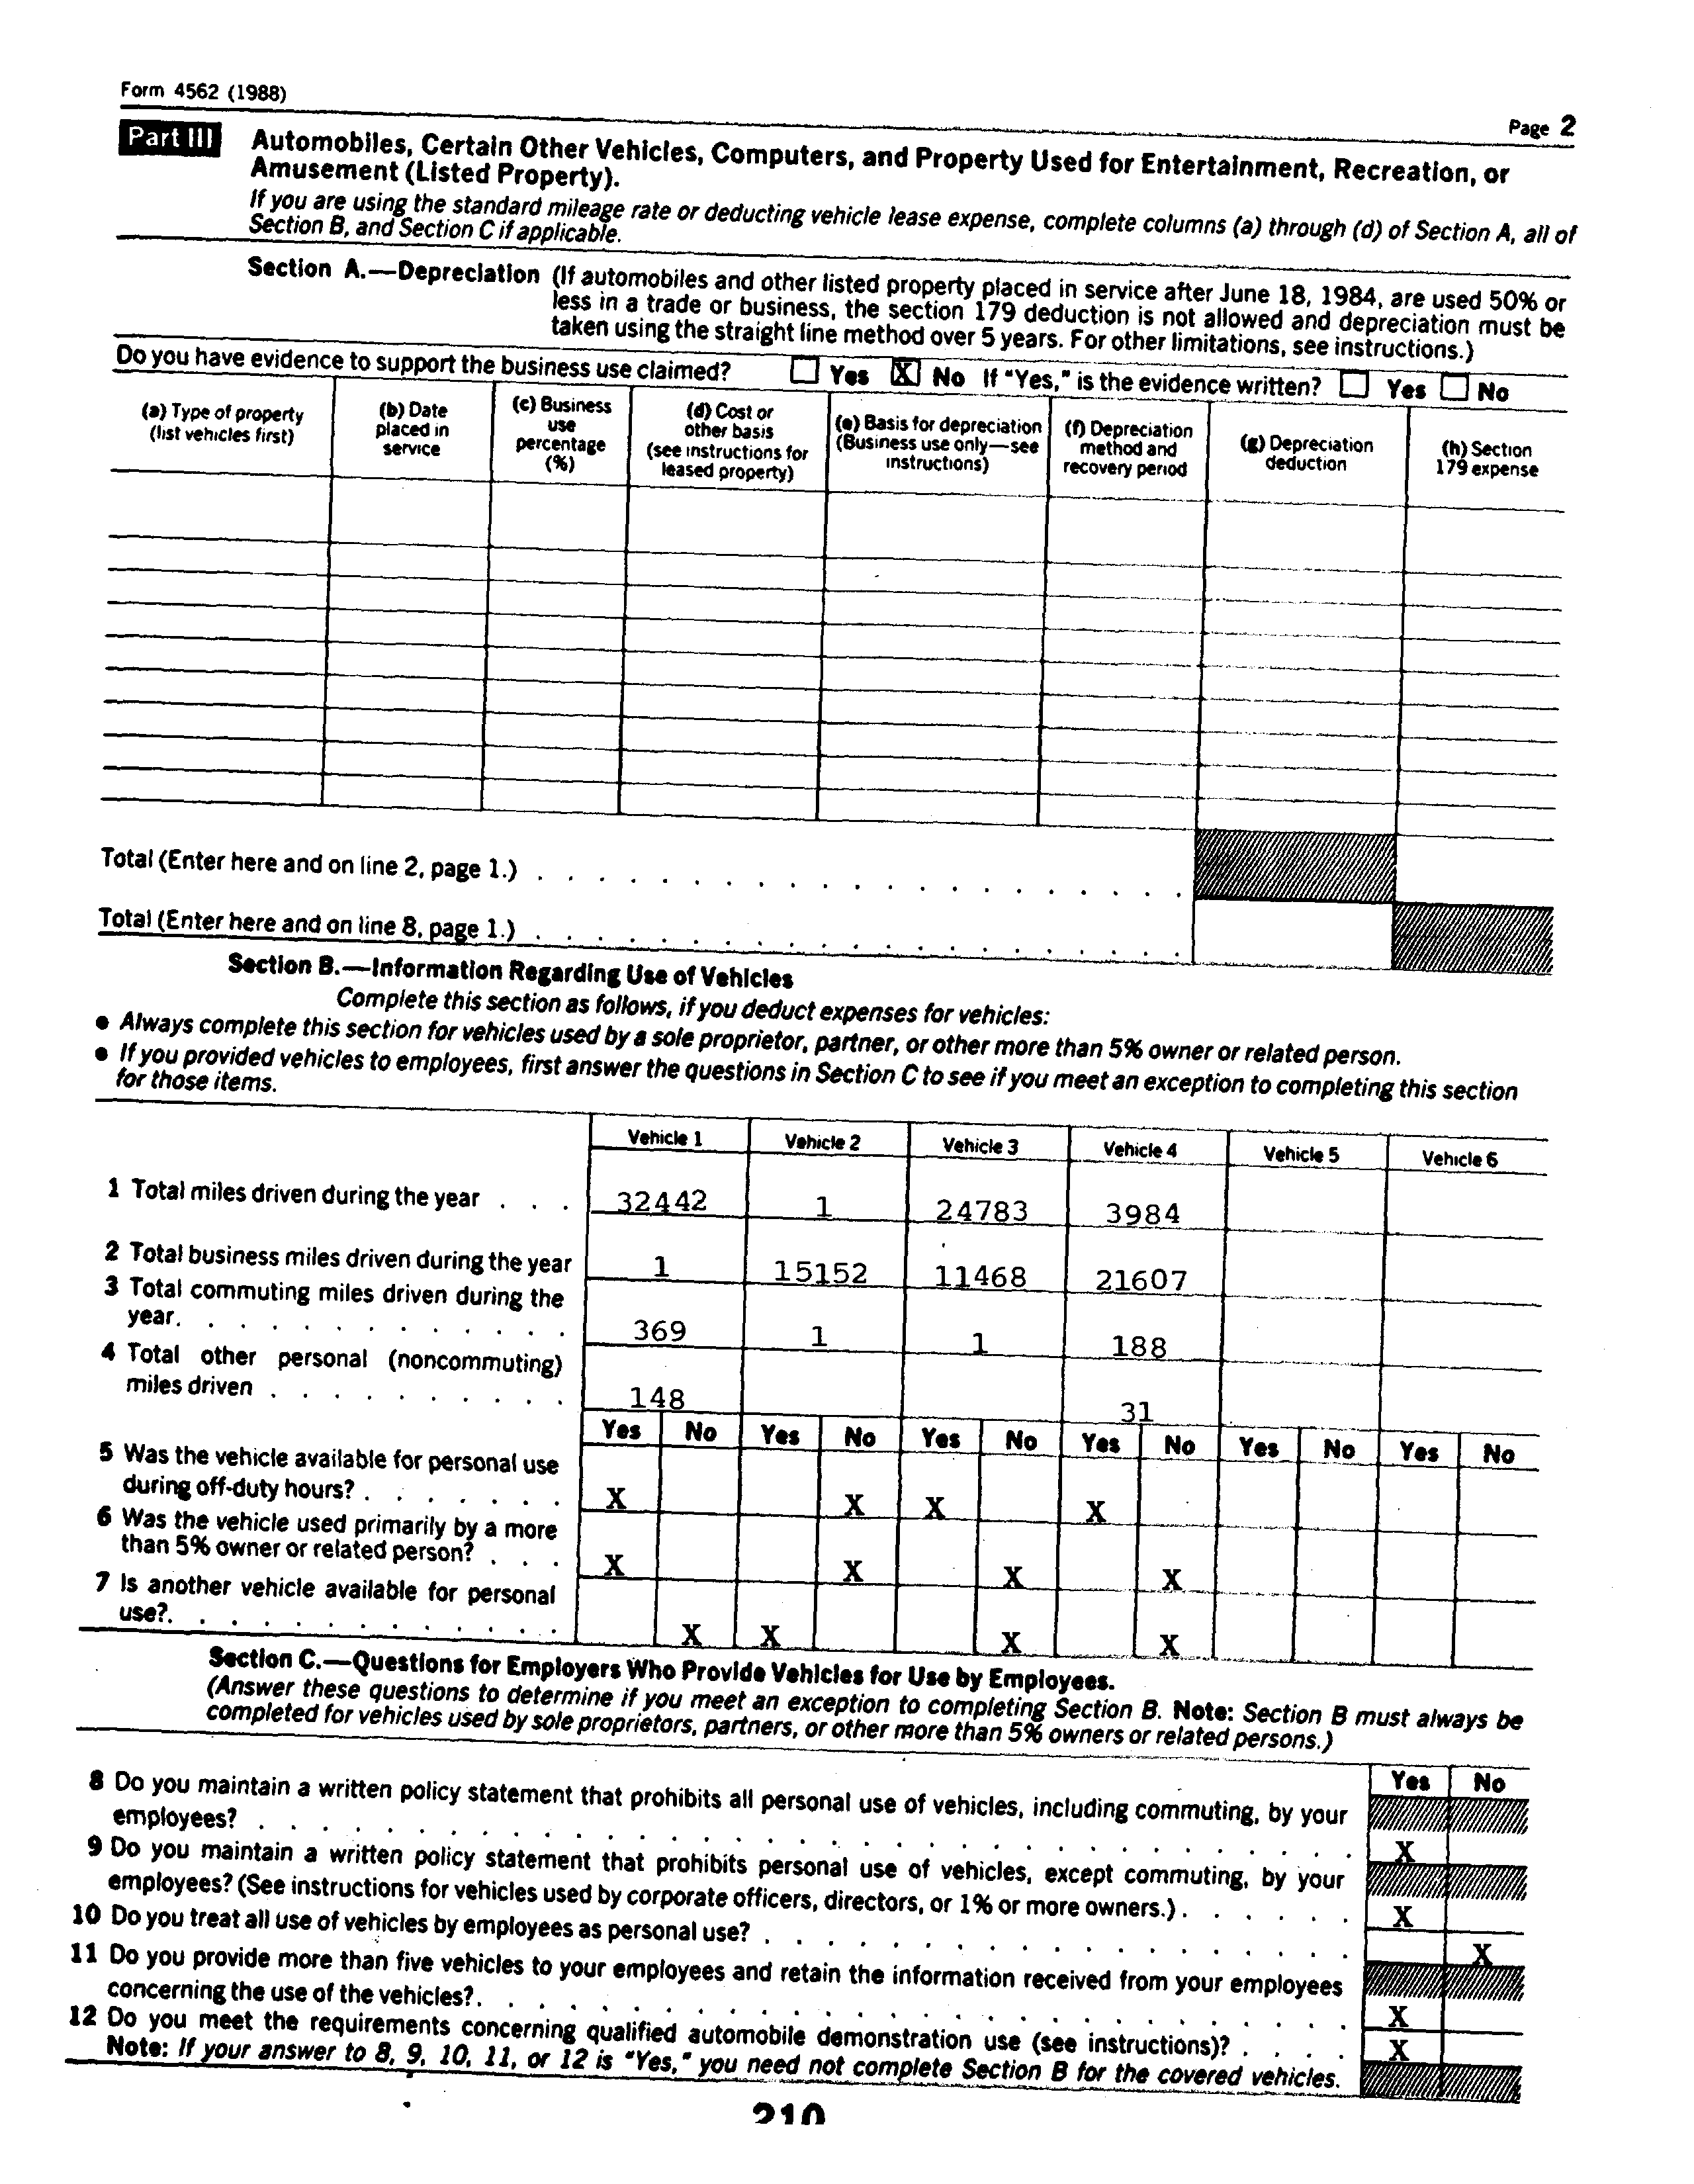 Form 4562 (1988)
Page 2
Part III Automobiles, Certain Other Vehicles, Computers, and Property Used for Entertainment, Recreation, or
Amusement (Listed Property).
If you are using the standard mileage rate or deducting vehicle lease expense, complete columns (a) through (d) of Section A, all of
Section B, and Section C if applicable.
Section A.—Depreciation (If automobiles and other listed property placed in service after June 18, 1984, are used 50% or
less in a trade or business, the section 179 deduction is not allowed and depreciation must be
taken using the straight line method over 5 years. For other limitations, see instructions.)
Do you have evidence to support the business use claimed? Yes X No If "Yes," is the evidence written? Yes No
(a) Type of property
(list vehicles first)
(b) Date
placed in
service
(c) Business
use
percentage
(%)
(d) Cost or
other basis
(see instructions for
leased property)
(e) Basis for depreciation
(Business use only—see
instructions)
(f) Depreciation
method and
recovery period
(g) Depreciation
deduction
(h) Section
179 expense
Total (Enter here and on line 2, page 1.)
Total (Enter here and on line 8, page 1.)
Section B.—Information Regarding Use of Vehicles
Complete this section as follows, if you deduct expenses for vehicles:
● Always complete this section for vehicles used by a sole proprietor, partner, or other more than 5% owner or related person.
● If you provided vehicles to employees, first answer the questions in Section C to see if you meet an exception to completing this section
for those items.
Vehicle 1 Vehicle 2 Vehicle 3 Vehicle 4 Vehicle 5 Vehicle 6
1 Total miles driven during the year . . . 32442 1 24783 3984
2 Total business miles driven during the year 1 15152 11468 21607
3 Total commuting miles driven during the
year. 369 1 1 188
4 Total other personal (noncommuting)
miles driven 148 31
Yes No Yes No Yes No Yes No Yes No Yes No
5 Was the vehicle available for personal use
during off-duty hours? X X X X
6 Was the vehicle used primarily by a more
than 5% owner or related person? X X X X
7 Is another vehicle available for personal
use?. X X X X
Section C.—Questions for Employers Who Provide Vehicles for Use by Employees.
(Answer these questions to determine if you meet an exception to completing Section B. Note: Section B must always be
completed for vehicles used by sole proprietors, partners, or other more than 5% owners or related persons.)
Yes No
8 Do you maintain a written policy statement that prohibits all personal use of vehicles, including commuting, by your
employees? X
9 Do you maintain a written policy statement that prohibits personal use of vehicles, except commuting, by your
employees? (See instructions for vehicles used by corporate officers, directors, or 1% or more owners.) X
10 Do you treat all use of vehicles by employees as personal use? X
11 Do you provide more than five vehicles to your employees and retain the information received from your employees
concerning the use of the vehicles? X
12 Do you meet the requirements concerning qualified automobile demonstration use (see instructions)? X
Note: If your answer to 8, 9, 10, 11, or 12 is "Yes," you need not complete Section B for the covered vehicles.
210